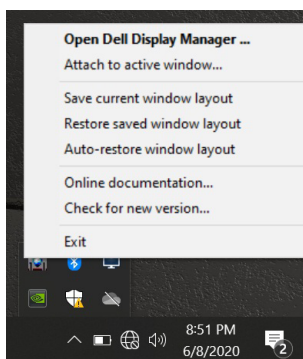 Open Dell Display Manager ...
Attach to active window...
Save current window layout
Restore saved window layout
Auto-restore window layout
Online documentation...
Check for new version...
Exit
8:51 PM
6/8/2020
2